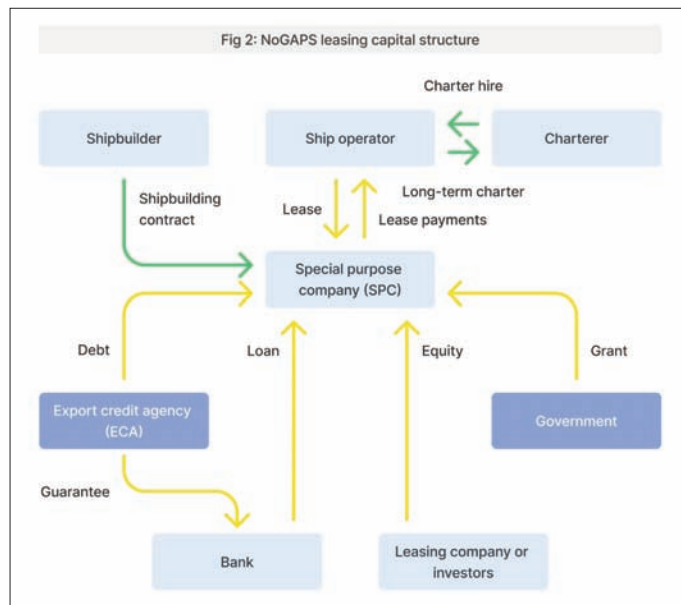 Fig 2: NoGAPS leasing capital structure
Charter hire
Shipbuilder
Ship operator
Charterer
Shipbuilding
contract
Lease
Long-term charter
Lease payments
Special purpose
company (SPC)
Debt
Loan
Equity
Grant
Export credit agency
(ECA)
Government
Guarantee
Bank
Leasing company or
investors